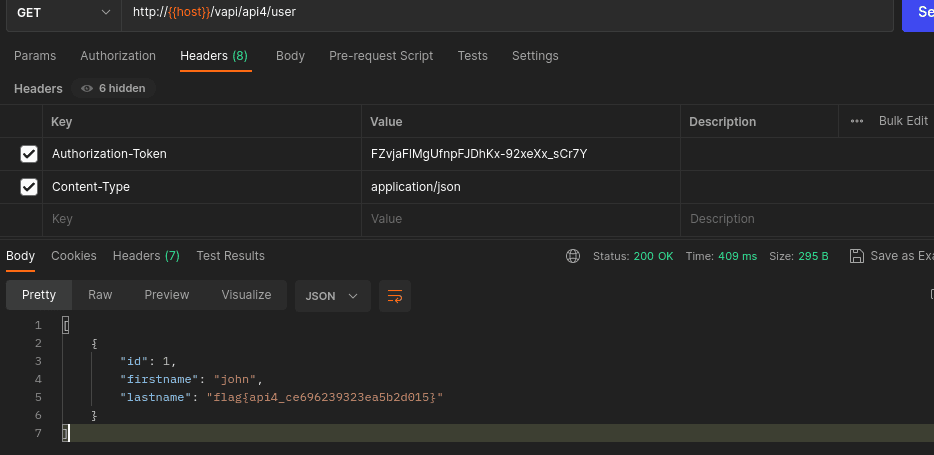 GET http://{{host}}/vapi/api4/user Se
Params Authorization Headers (8) Body Pre-request Script Tests Settings
Headers 6 hidden
Key Value Description ••• Bulk Edit
Authorization-Token FZvjaFlMgUfnpFJDhKx-92xeXx_sCr7Y
Content-Type application/json
Key Value Description
Body Cookies Headers (7) Test Results Status: 200 OK Time: 409 ms Size: 295 B Save as Exa
Pretty Raw Preview Visualize JSON
1 [
2 {
3 "id": 1,
4 "firstname": "john",
5 "lastname": "flag{api4_ce696239323ea5b2d015}"
6 }
7 ]